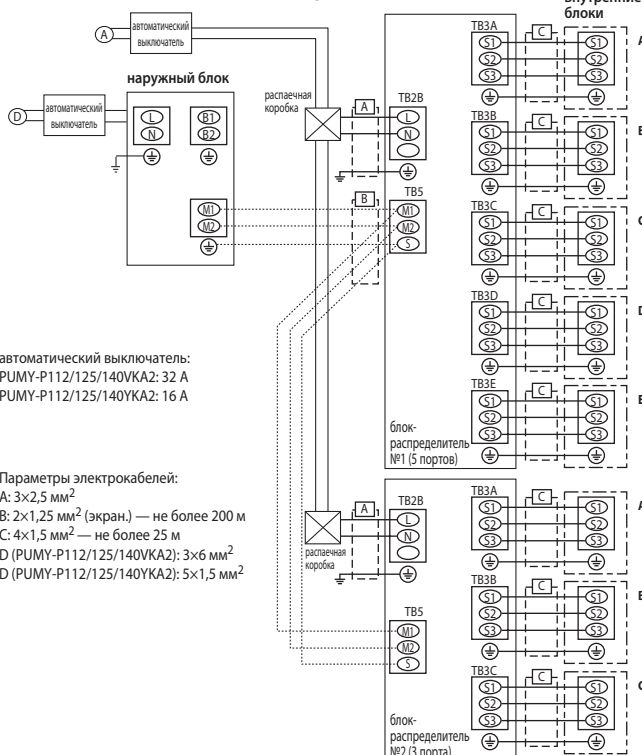 внутренние
блоки
автоматический
выключатель
A
наружный блок
автоматический
выключатель
D
L
N
B1
B2
M1
M2
распаечная
коробка
A
TB2B
L
N
B
TB5
M1
M2
S
TB3A
S1
S2
S3
C
S1
S2
S3
A
TB3B
S1
S2
S3
C
S1
S2
S3
B
TB3C
S1
S2
S3
C
S1
S2
S3
TB3D
S1
S2
S3
C
S1
S2
S3
TB3E
S1
S2
S3
C
S1
S2
S3
блок-
распределитель
№1 (5 портов)
автоматический выключатель:
PUMY-P112/125/140VKA2: 32 А
PUMY-P112/125/140YKA2: 16 А
Параметры электрокабелей:
A: 3×2,5 мм²
B: 2×1,25 мм² (экран.) — не более 200 м
C: 4×1,5 мм² — не более 25 м
D (PUMY-P112/125/140VKA2): 3×6 мм²
D (PUMY-P112/125/140YKA2): 5×1,5 мм²
распаечная
коробка
A
TB2B
L
N
TB5
M1
M2
S
TB3A
S1
S2
S3
C
S1
S2
S3
A
TB3B
S1
S2
S3
C
S1
S2
S3
TB3C
S1
S2
S3
C
S1
S2
S3
блок-
распределитель
№2 (3 порта)